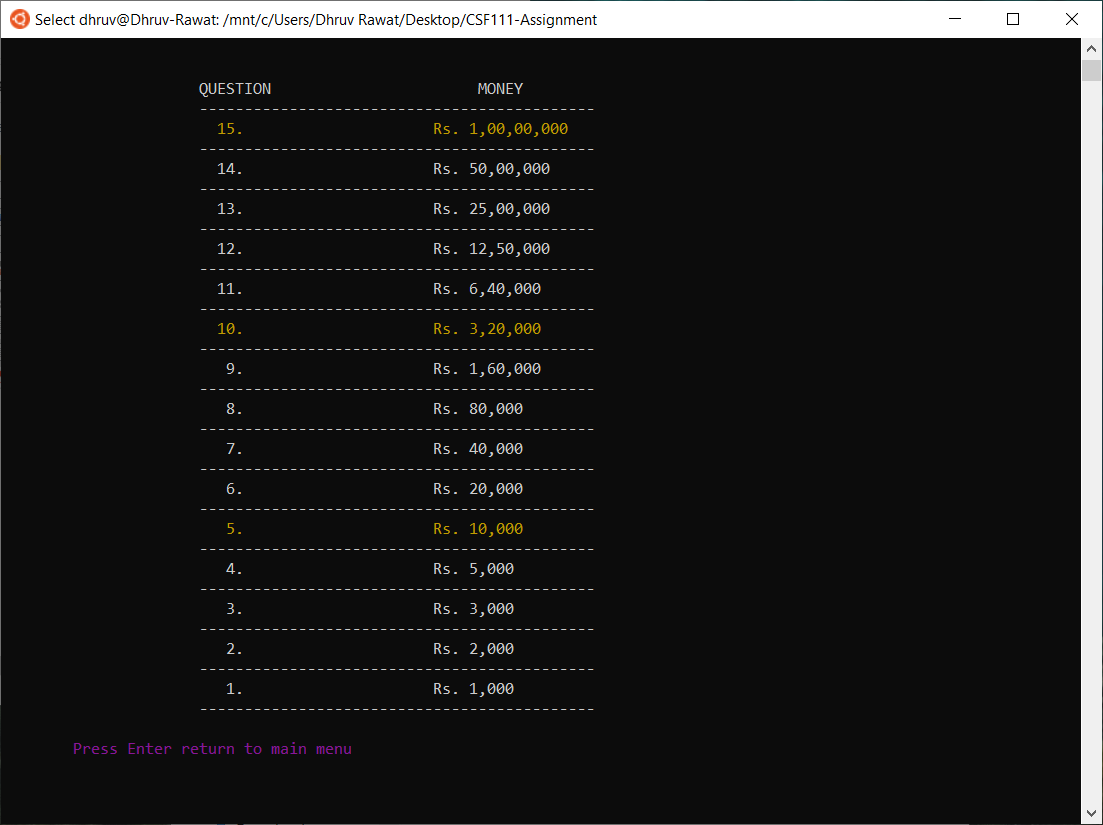 Select dhruv@Dhruv-Rawat: /mnt/c/Users/Dhruv Rawat/Desktop/CSF111-Assignment
QUESTION MONEY
--------------------------------------------
15. Rs. 1,00,00,000
--------------------------------------------
14. Rs. 50,00,000
--------------------------------------------
13. Rs. 25,00,000
--------------------------------------------
12. Rs. 12,50,000
--------------------------------------------
11. Rs. 6,40,000
--------------------------------------------
10. Rs. 3,20,000
--------------------------------------------
9. Rs. 1,60,000
--------------------------------------------
8. Rs. 80,000
--------------------------------------------
7. Rs. 40,000
--------------------------------------------
6. Rs. 20,000
--------------------------------------------
5. Rs. 10,000
--------------------------------------------
4. Rs. 5,000
--------------------------------------------
3. Rs. 3,000
--------------------------------------------
2. Rs. 2,000
--------------------------------------------
1. Rs. 1,000
--------------------------------------------
Press Enter return to main menu